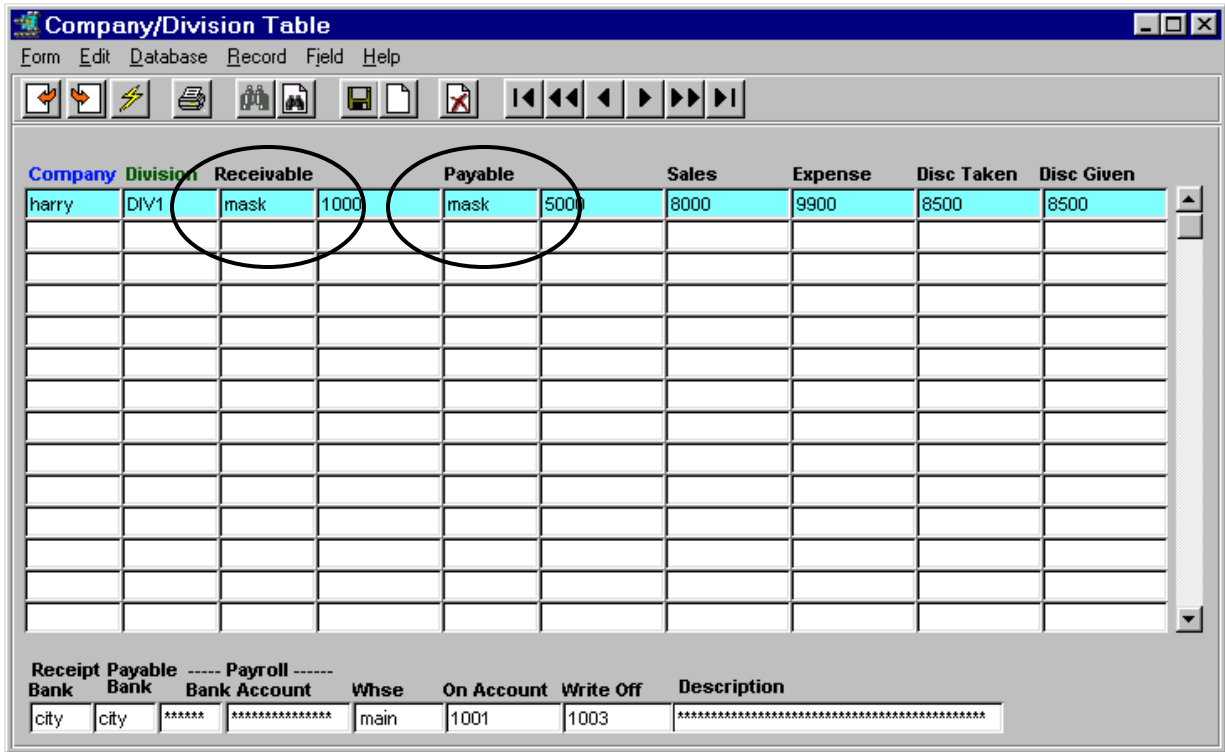 Company/Division Table
Form Edit Database Record Field Help
Company Division Receivable Payable Sales Expense Disc Taken Disc Given
harry DIV1 mask 1000 mask 5000 8000 9900 8500 8500
Receipt Payable ----- Payroll ------
Bank Bank Bank Account Whse On Account Write Off Description
city city ****** *************** main 1001 1003 **********************************************